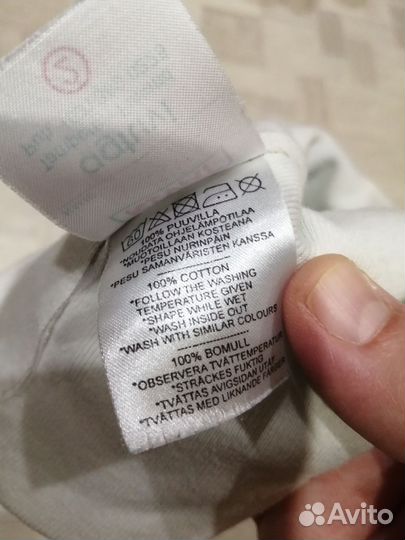 40
100% PUUVILLA
*NOUDATA OHJELÄMPÖTILAA
*MUOTOILLAAN KOSTEANA
*PESU NURINPÄIN
*PESU SAMANVÄRISTEN KANSSA
100% COTTON
*FOLLOW THE WASHING
TEMPERATURE GIVEN
*SHAPE WHILE WET
*WASH INSIDE OUT
*WASH WITH SIMILAR COLOURS
100% BOMULL
*OBSERVERA TVÄTTEMPERATUR
*STRÄCKES FUKTIG
*TVÄTTAS AVIGSIDAN UTÅT
*TVÄTTAS MED LIKNANDE FÄRGER
Avito